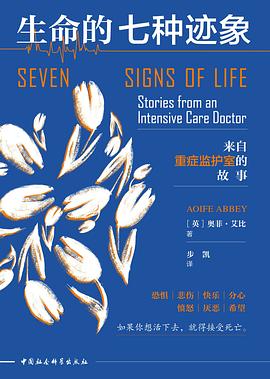 生命的七种迹象
SEVEN SIGNS OF LIFE
Stories from an
Intensive Care Doctor
来自
重症监护室的
故事
AOIFE ABBEY
[英] 奥菲·艾比
著
步凯
译
恐惧｜悲伤｜快乐｜分心
愤怒｜厌恶｜希望
如果你想活下去，就得接受死亡。
中国社会科学出版社